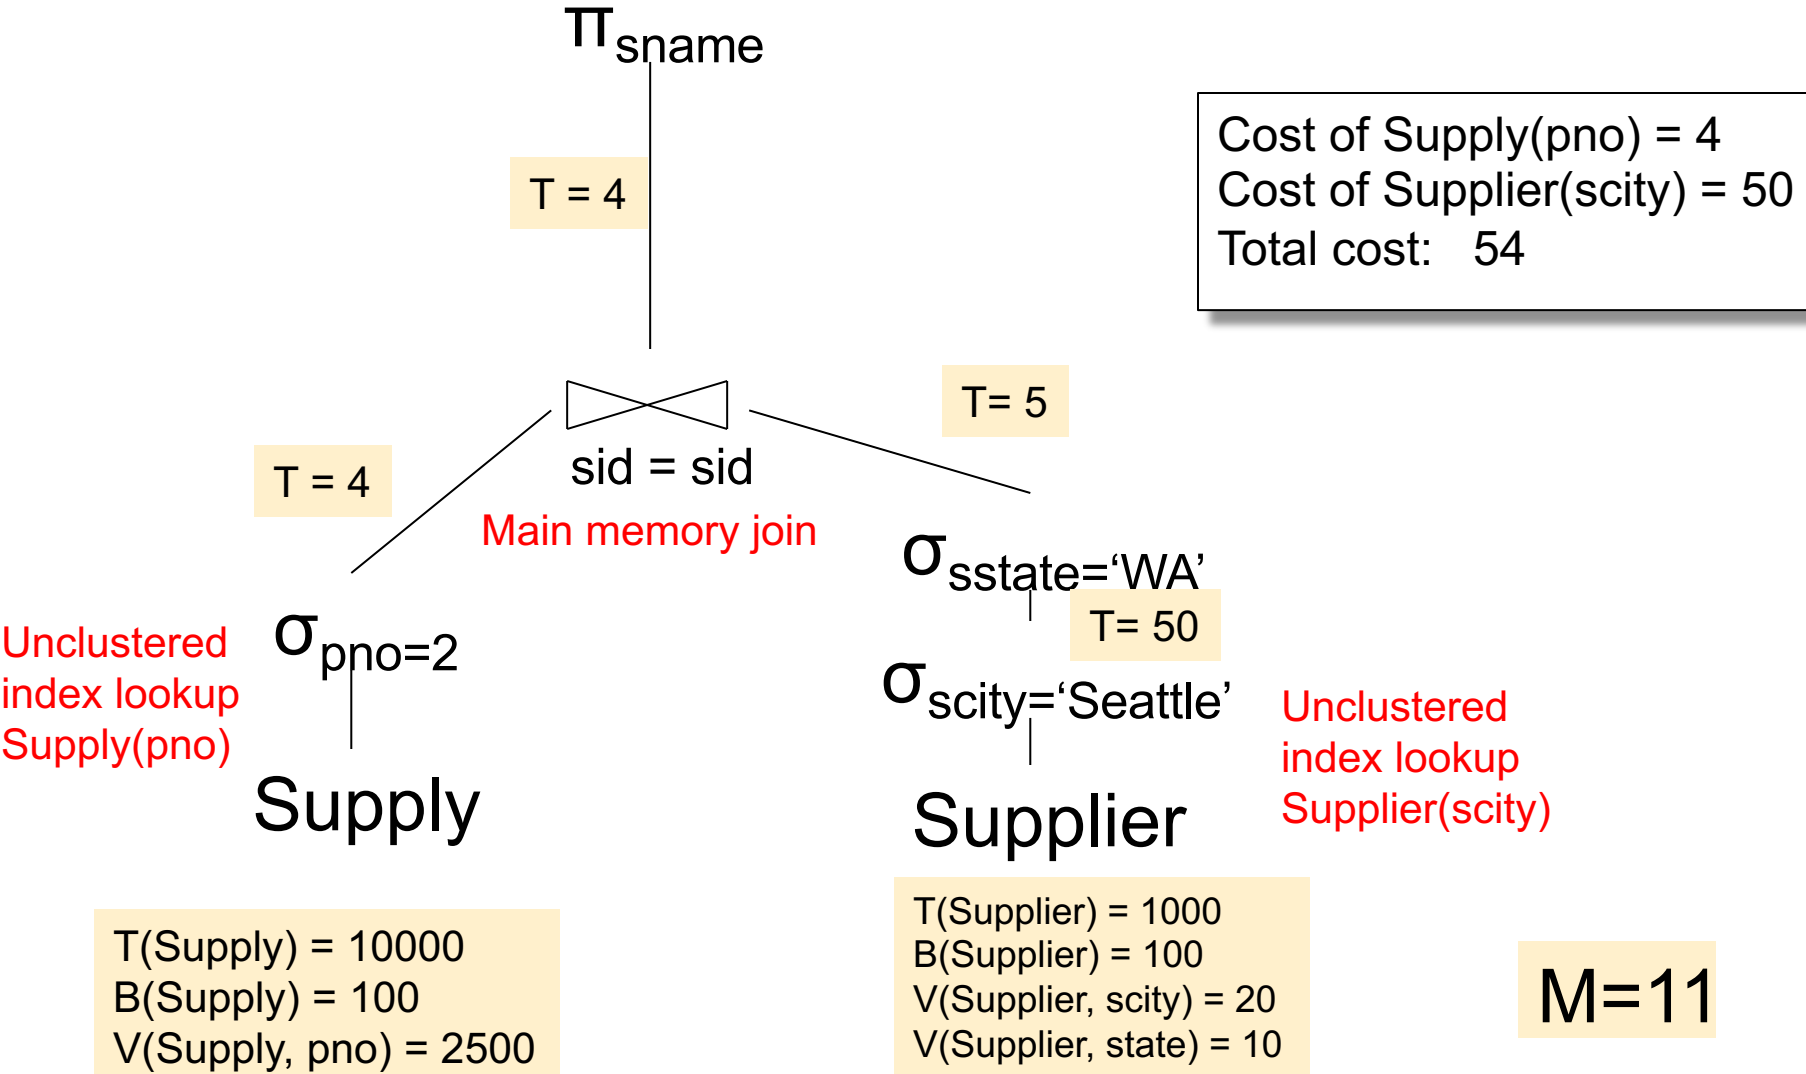 π sname
Cost of Supply(pno) = 4
Cost of Supplier(scity) = 50
Total cost: 54
T = 4
T= 5
T = 4
sid = sid
Main memory join
σ sstate=‘WA’
T= 50
Unclustered
index lookup
Supply(pno)
σ pno=2
σ scity=‘Seattle’
Unclustered
index lookup
Supplier(scity)
Supply
Supplier
T(Supply) = 10000
B(Supply) = 100
V(Supply, pno) = 2500
T(Supplier) = 1000
B(Supplier) = 100
V(Supplier, scity) = 20
V(Supplier, state) = 10
M=11